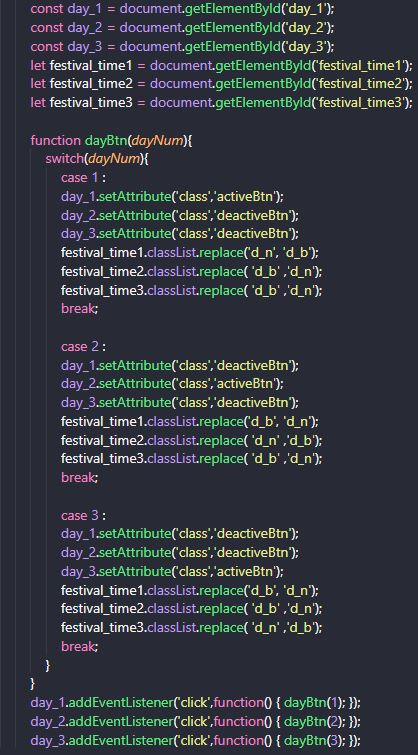 const day_1 = document.getElementById('day_1');
const day_2 = document.getElementById('day_2');
const day_3 = document.getElementById('day_3');
let festival_time1 = document.getElementById('festival_time1');
let festival_time2 = document.getElementById('festival_time2');
let festival_time3 = document.getElementById('festival_time3');

function dayBtn(dayNum){
switch(dayNum){
case 1 :
day_1.setAttribute('class','activeBtn');
day_2.setAttribute('class','deactiveBtn');
day_3.setAttribute('class','deactiveBtn');
festival_time1.classList.replace('d_n', 'd_b');
festival_time2.classList.replace( 'd_b' ,'d_n');
festival_time3.classList.replace( 'd_b' ,'d_n');
break;

case 2 :
day_1.setAttribute('class','deactiveBtn');
day_2.setAttribute('class','activeBtn');
day_3.setAttribute('class','deactiveBtn');
festival_time1.classList.replace('d_b', 'd_n');
festival_time2.classList.replace( 'd_n' ,'d_b');
festival_time3.classList.replace( 'd_b' ,'d_n');
break;

case 3 :
day_1.setAttribute('class','deactiveBtn');
day_2.setAttribute('class','deactiveBtn');
day_3.setAttribute('class','activeBtn');
festival_time1.classList.replace('d_b', 'd_n');
festival_time2.classList.replace( 'd_b' ,'d_n');
festival_time3.classList.replace( 'd_n' ,'d_b');
break;
}
}
day_1.addEventListener('click',function() { dayBtn(1); });
day_2.addEventListener('click',function() { dayBtn(2); });
day_3.addEventListener('click',function() { dayBtn(3); });